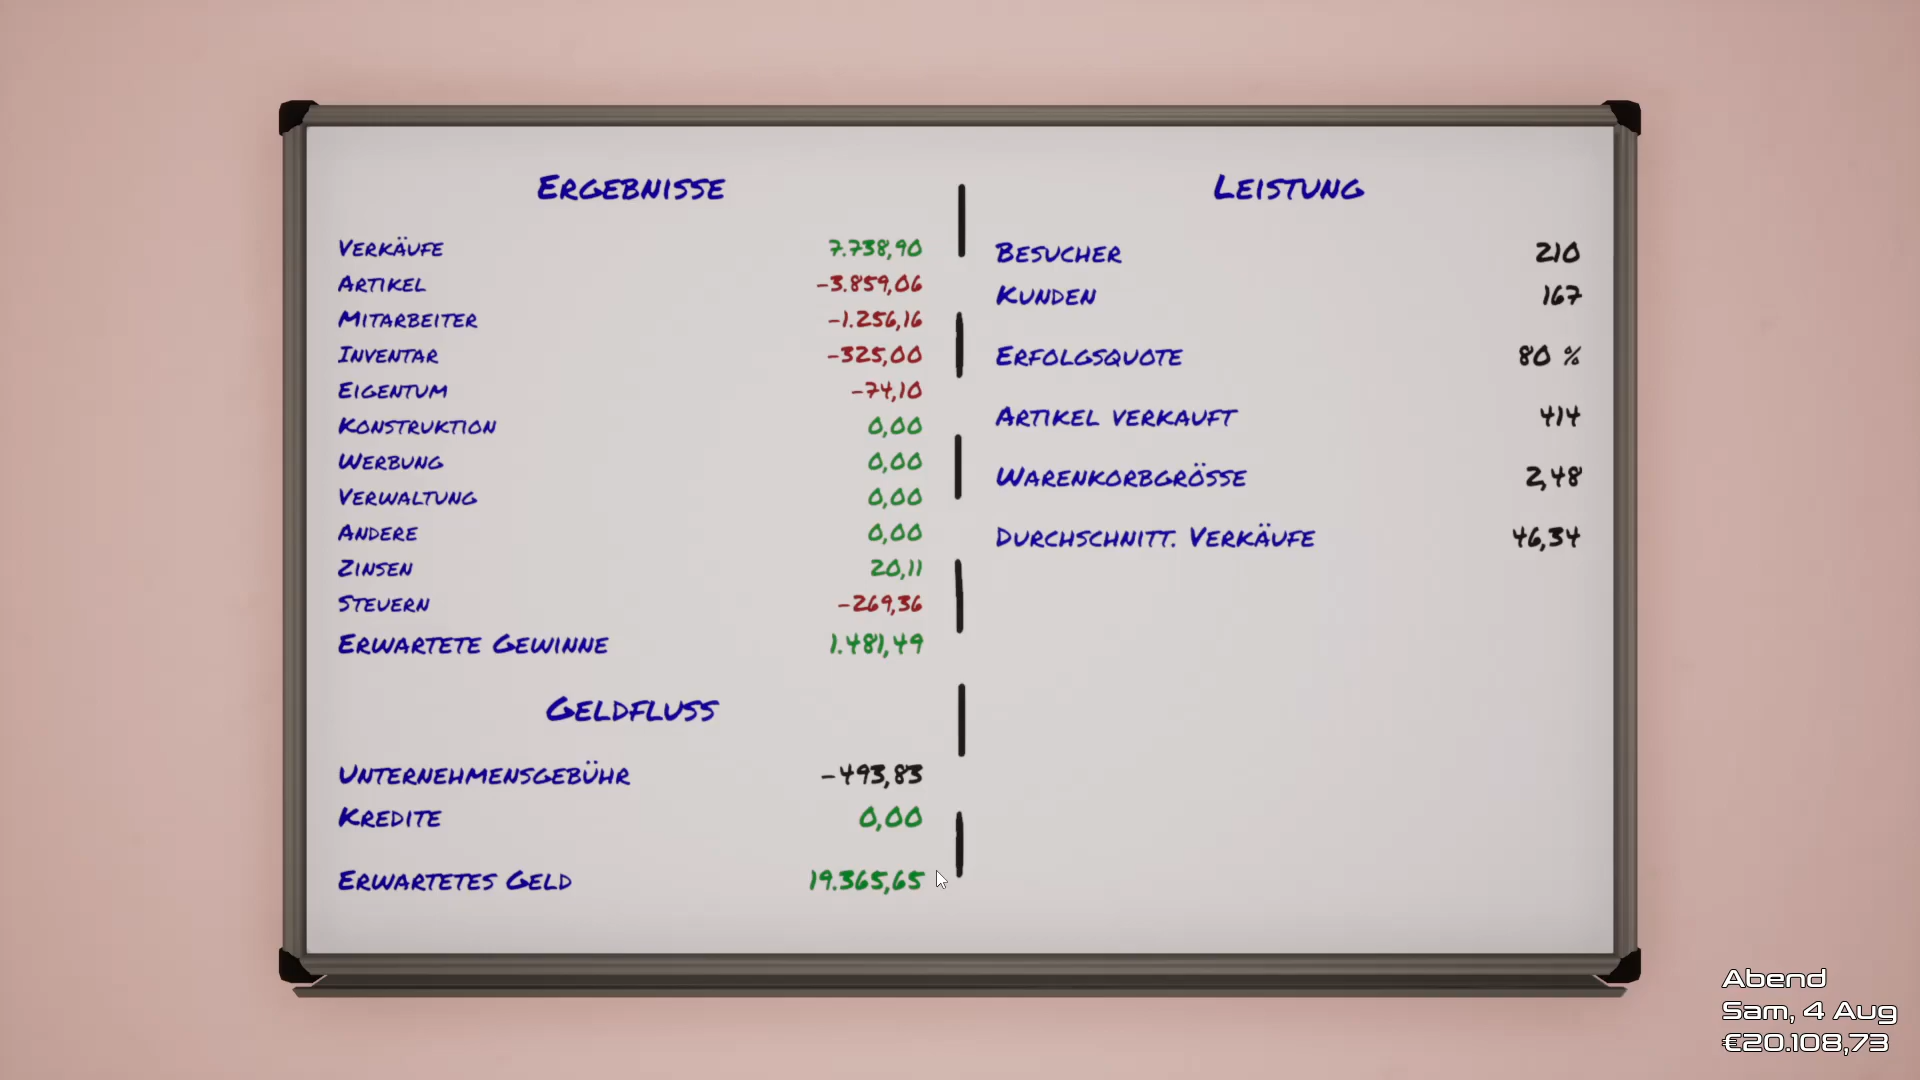 Ergebnisse
Verkäufe 7.738,90
Artikel -3.859,06
Mitarbeiter -1.256,16
Inventar -325,00
Eigentum -74,10
Konstruktion 0,00
Werbung 0,00
Verwaltung 0,00
Andere 0,00
Zinsen 20,11
Steuern -269,36
Erwartete Gewinne 1.481,49
Geldfluss
Unternehmensgebühr -493,83
Kredite 0,00
Erwartetes Geld 19.365,65
Leistung
Besucher 210
Kunden 167
Erfolgsquote 80 %
Artikel verkauft 414
Warenkorbgrösse 2,48
Durchschnitt. Verkäufe 46,34
Abend
Sam, 4 Aug
€20.108,73